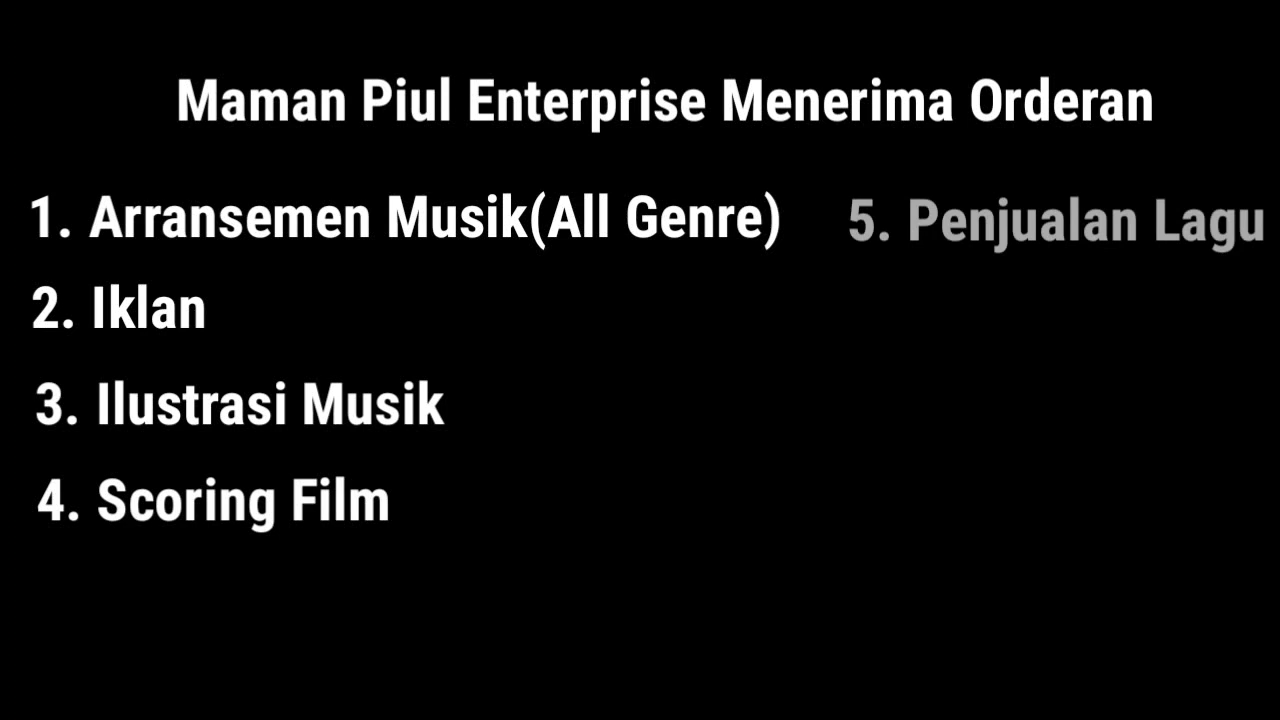 Maman Piul Enterprise Menerima Orderan
1. Arransemen Musik(All Genre)
2. Iklan
3. Ilustrasi Musik
4. Scoring Film
5. Penjualan Lagu